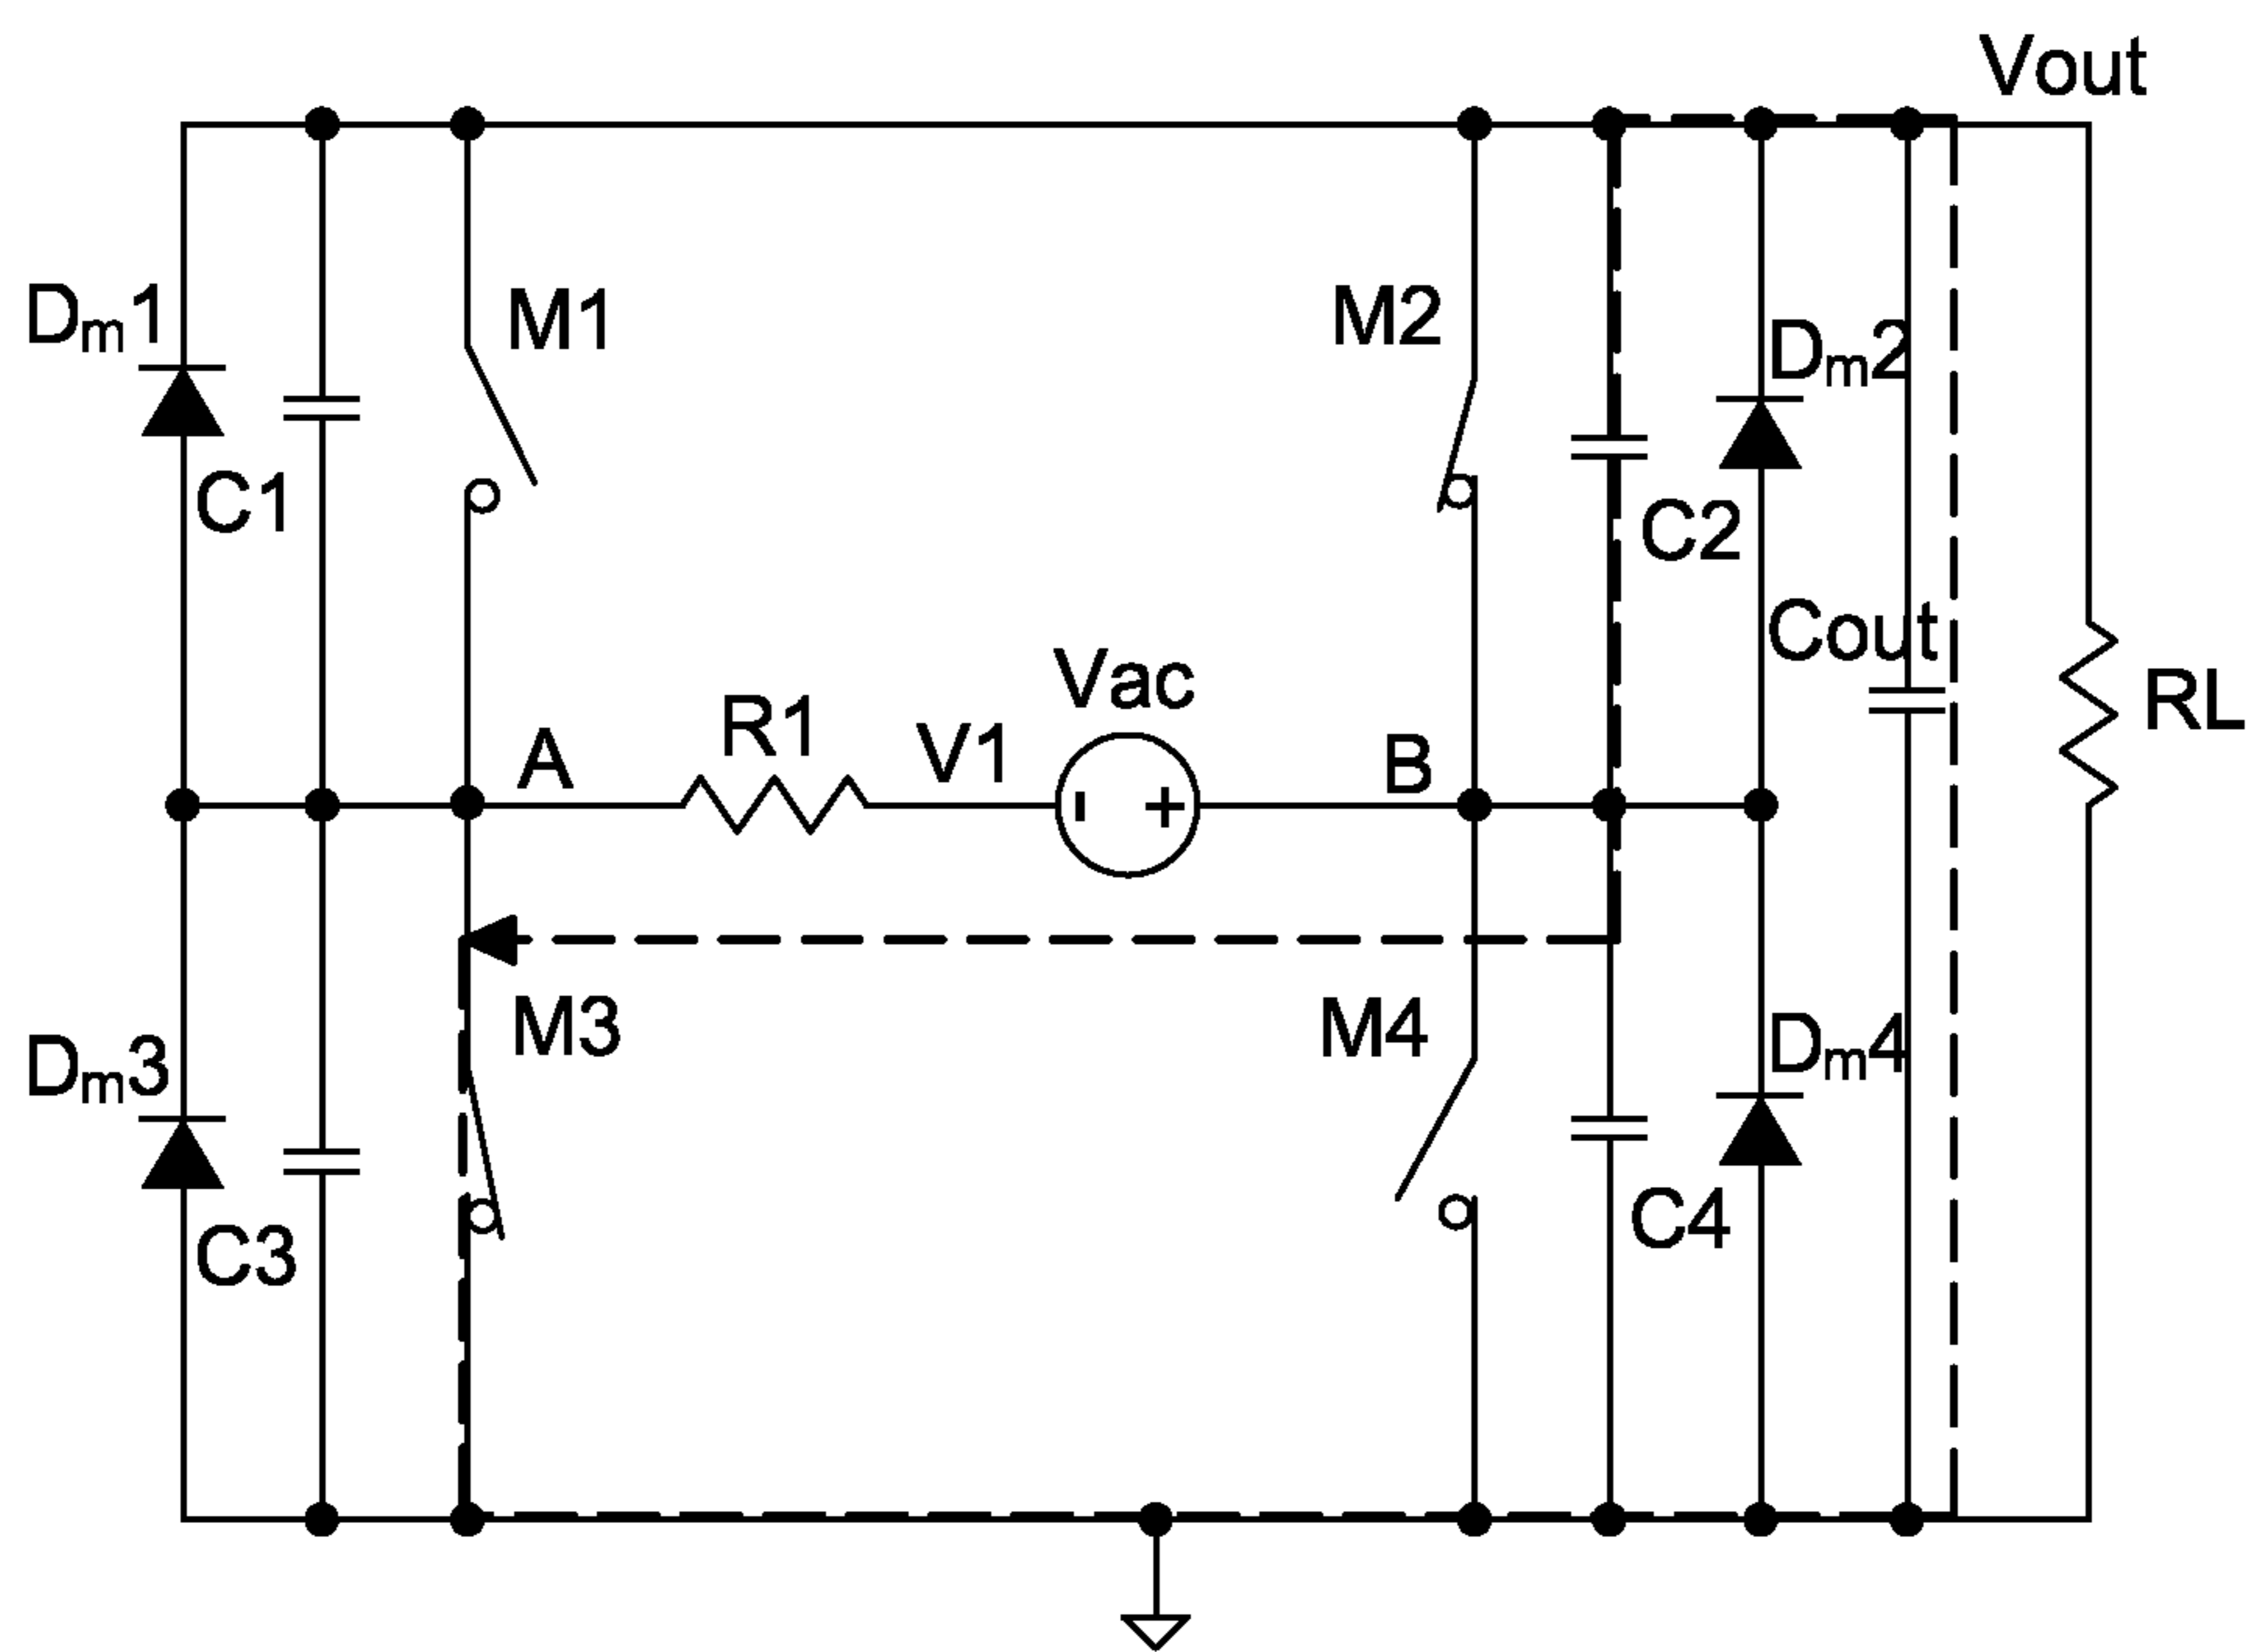 Vout
Dm1
M1
M2
Dm2
C1
C2
Cout
Vac
R1
V1
A
B
RL
Dm3
M3
M4
Dm4
C3
C4
- +